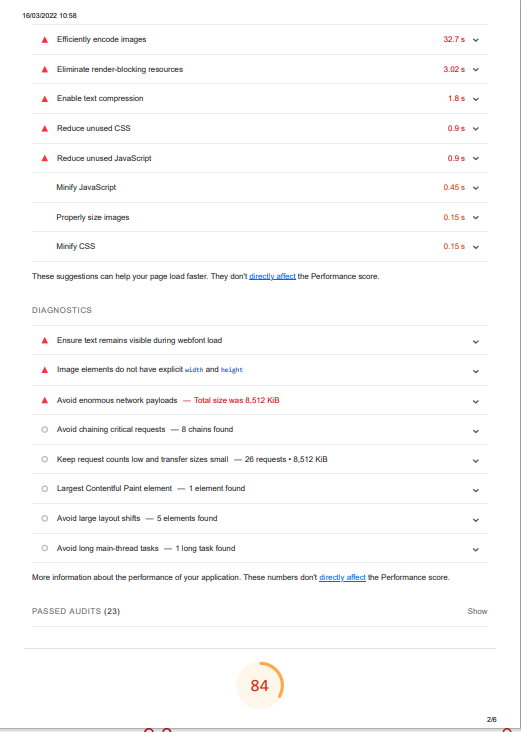 16/03/2022 10:58
Efficiently encode images 32.7 s
Eliminate render-blocking resources 3.02 s
Enable text compression 1.8 s
Reduce unused CSS 0.9 s
Reduce unused JavaScript 0.9 s
Minify JavaScript 0.45 s
Properly size images 0.15 s
Minify CSS 0.15 s
These suggestions can help your page load faster. They don't directly affect the Performance score.
DIAGNOSTICS
Ensure text remains visible during webfont load
Image elements do not have explicit width and height
Avoid enormous network payloads — Total size was 8,512 KiB
Avoid chaining critical requests — 8 chains found
Keep request counts low and transfer sizes small — 26 requests • 8,512 KiB
Largest Contentful Paint element — 1 element found
Avoid large layout shifts — 5 elements found
Avoid long main-thread tasks — 1 long task found
More information about the performance of your application. These numbers don't directly affect the Performance score.
PASSED AUDITS (23) Show
84
2/6